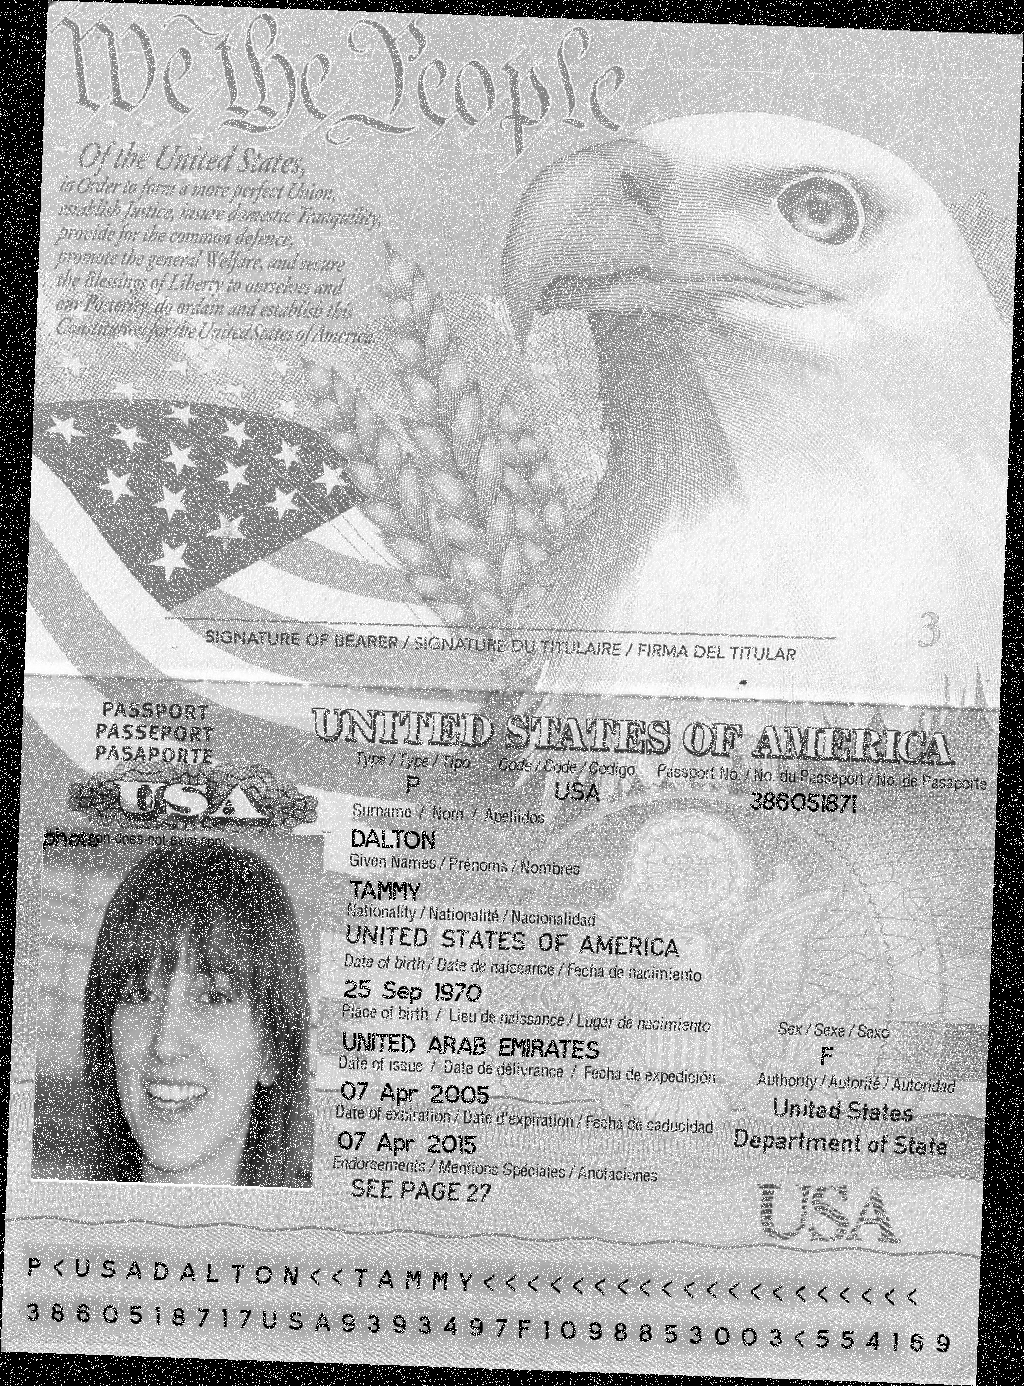 We the People
Of the United States,
in Order to form a more perfect Union,
establish Justice, insure domestic Tranquility,
provide for the common defence,
promote the general Welfare, and secure
the Blessings of Liberty to ourselves and
our Posterity, do ordain and establish this
Constitution for the United States of America.
3
SIGNATURE OF BEARER / SIGNATURE DU TITULAIRE / FIRMA DEL TITULAR
PASSPORT
PASSEPORT
PASAPORTE
USA
UNITED STATES OF AMERICA
Type / Type / Tipo Code / Code / Codigo Passport No. / No. du Passeport / No. de Pasaporte
P USA 386051871
Surname / Nom / Apellidos
DALTON
Given Names / Prénoms / Nombres
TAMMY
Nationality / Nationalité / Nacionalidad
UNITED STATES OF AMERICA
Date of birth / Date de naissance / Fecha de nacimiento
25 Sep 1970
Place of birth / Lieu de naissance / Lugar de nacimiento Sex / Sexe / Sexo
UNITED ARAB EMIRATES F
Date of issue / Date de délivrance / Fecha de expedición Authority / Autorité / Autoridad
07 Apr 2005 United States
Date of expiration / Date d'expiration / Fecha de caducidad Department of State
07 Apr 2015
Endorsements / Mentions Spéciales / Anotaciones
SEE PAGE 27
USA
P<USADALTON<<TAMMY<<<<<<<<<<<<<<<<<<<<
3860518717USA9393497F1098853003<554169